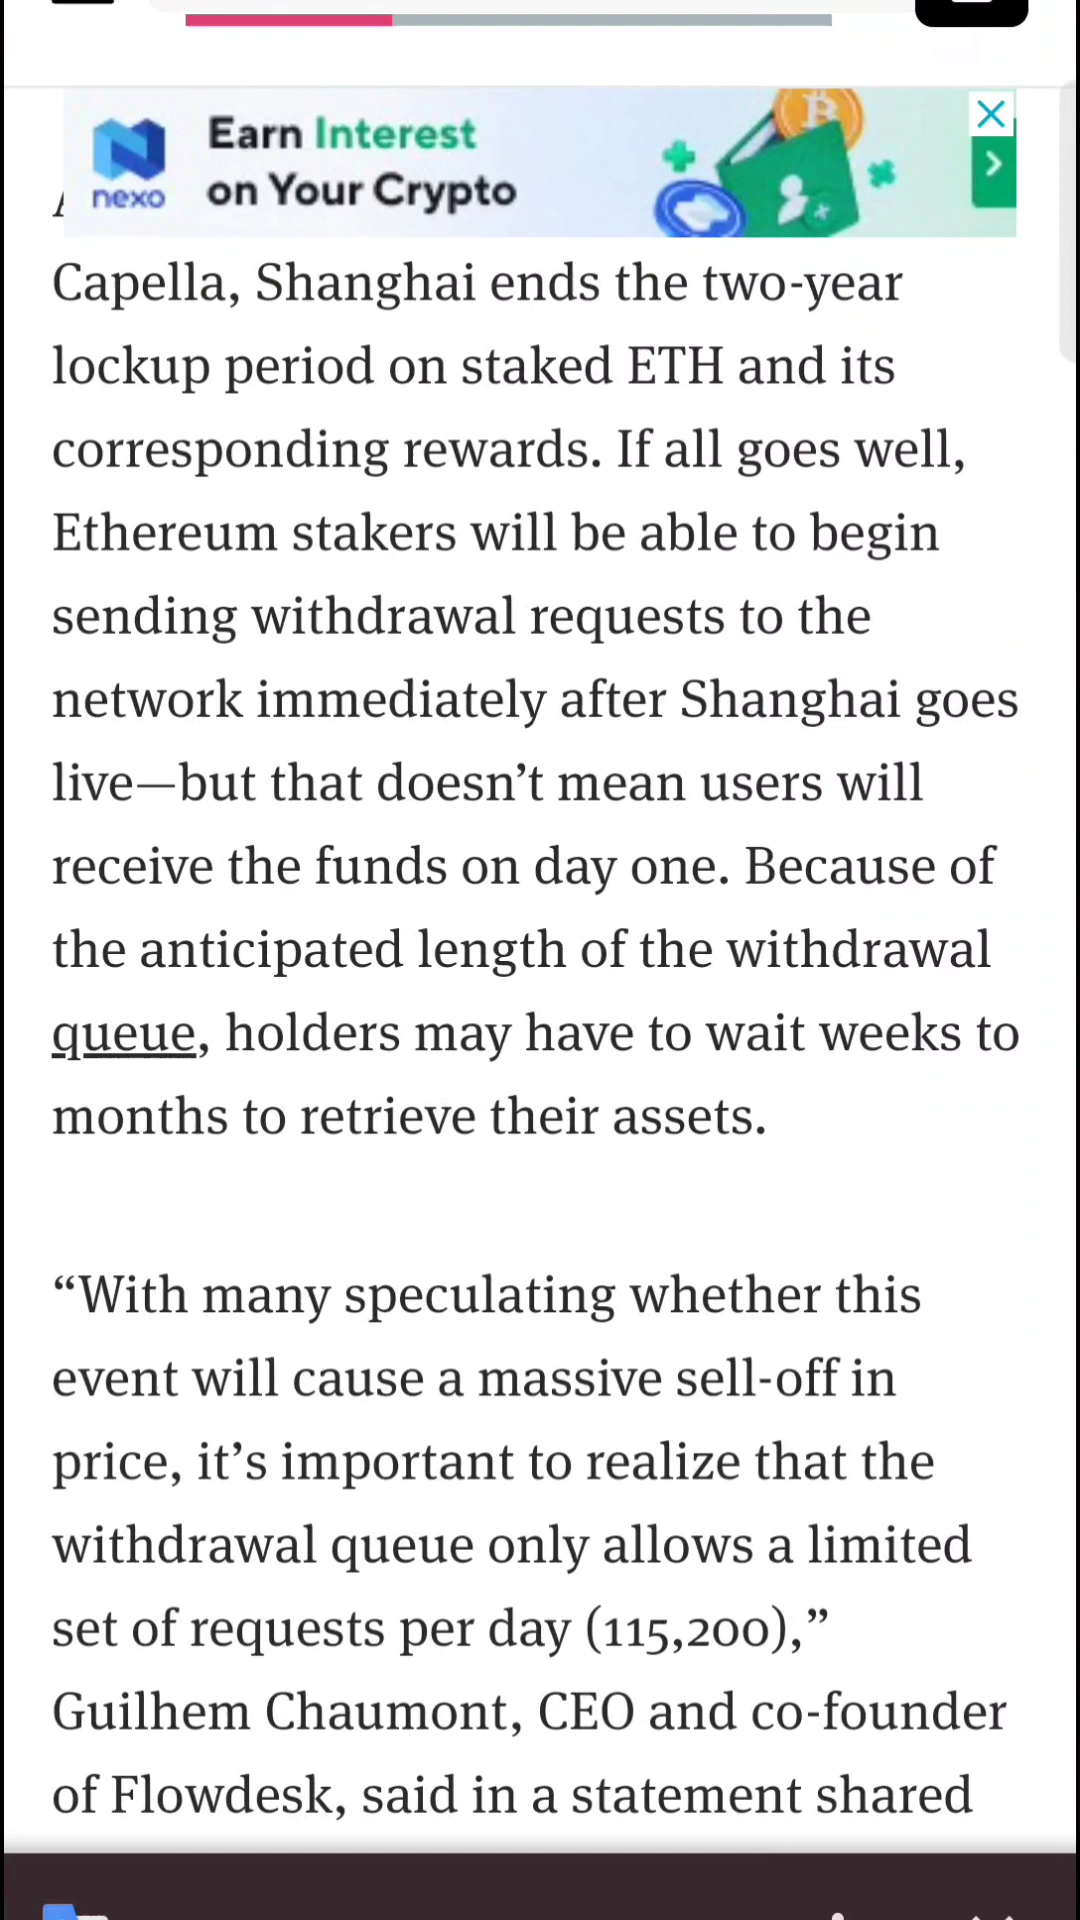 Earn Interest
on Your Crypto
nexo
Capella, Shanghai ends the two-year
lockup period on staked ETH and its
corresponding rewards. If all goes well,
Ethereum stakers will be able to begin
sending withdrawal requests to the
network immediately after Shanghai goes
live—but that doesn’t mean users will
receive the funds on day one. Because of
the anticipated length of the withdrawal
queue, holders may have to wait weeks to
months to retrieve their assets.
“With many speculating whether this
event will cause a massive sell-off in
price, it’s important to realize that the
withdrawal queue only allows a limited
set of requests per day (115,200),”
Guilhem Chaumont, CEO and co-founder
of Flowdesk, said in a statement shared